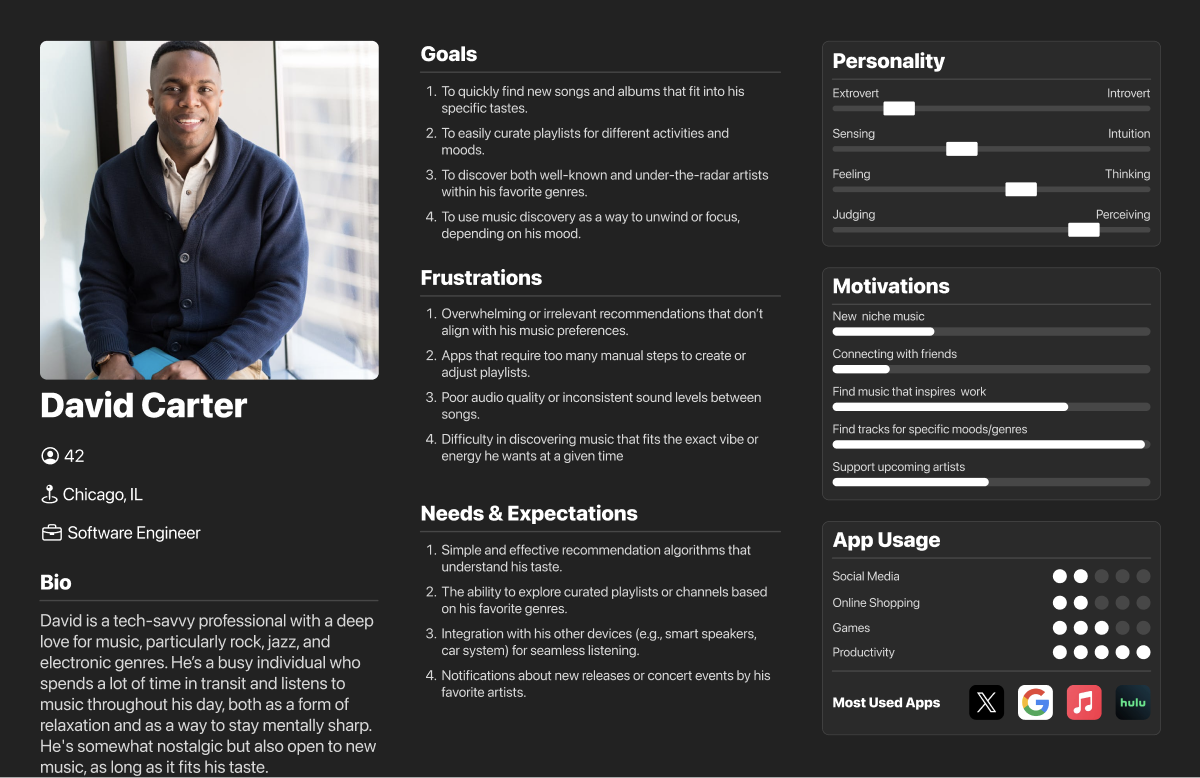 David Carter
42
Chicago, IL
Software Engineer
Bio
David is a tech-savvy professional with a deep
love for music, particularly rock, jazz, and
electronic genres. He’s a busy individual who
spends a lot of time in transit and listens to
music throughout his day, both as a form of
relaxation and as a way to stay mentally sharp.
He's somewhat nostalgic but also open to new
music, as long as it fits his taste.
Goals
1. To quickly find new songs and albums that fit into his
specific tastes.
2. To easily curate playlists for different activities and
moods.
3. To discover both well-known and under-the-radar artists
within his favorite genres.
4. To use music discovery as a way to unwind or focus,
depending on his mood.
Frustrations
1. Overwhelming or irrelevant recommendations that don’t
align with his music preferences.
2. Apps that require too many manual steps to create or
adjust playlists.
3. Poor audio quality or inconsistent sound levels between
songs.
4. Difficulty in discovering music that fits the exact vibe or
energy he wants at a given time
Needs & Expectations
1. Simple and effective recommendation algorithms that
understand his taste.
2. The ability to explore curated playlists or channels based
on his favorite genres.
3. Integration with his other devices (e.g., smart speakers,
car system) for seamless listening.
4. Notifications about new releases or concert events by his
favorite artists.
Personality
Extrovert Introvert
Sensing Intuition
Feeling Thinking
Judging Perceiving
Motivations
New  niche music
Connecting with friends
Find music that inspires  work
Find tracks for specific moods/genres
Support upcoming artists
App Usage
Social Media
Online Shopping
Games
Productivity
Most Used Apps X G hulu